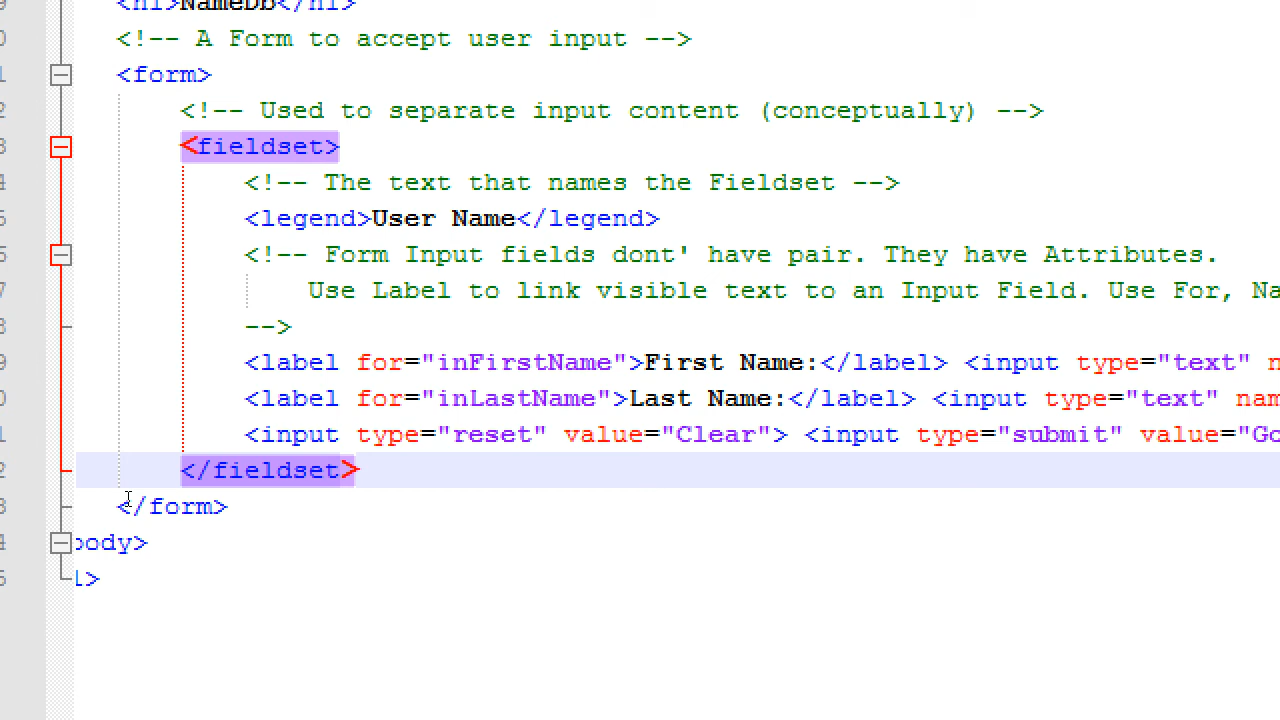 NameDb
<!-- A Form to accept user input -->
<form>
<!-- Used to separate input content (conceptually) -->
<fieldset>
<!-- The text that names the Fieldset -->
<legend>User Name</legend>
<!-- Form Input fields dont' have pair. They have Attributes.
Use Label to link visible text to an Input Field. Use For, Na
-->
<label for="inFirstName">First Name:</label> <input type="text" n
<label for="inLastName">Last Name:</label> <input type="text" nam
<input type="reset" value="Clear"> <input type="submit" value="Go
</fieldset>
</form>
body>
l>